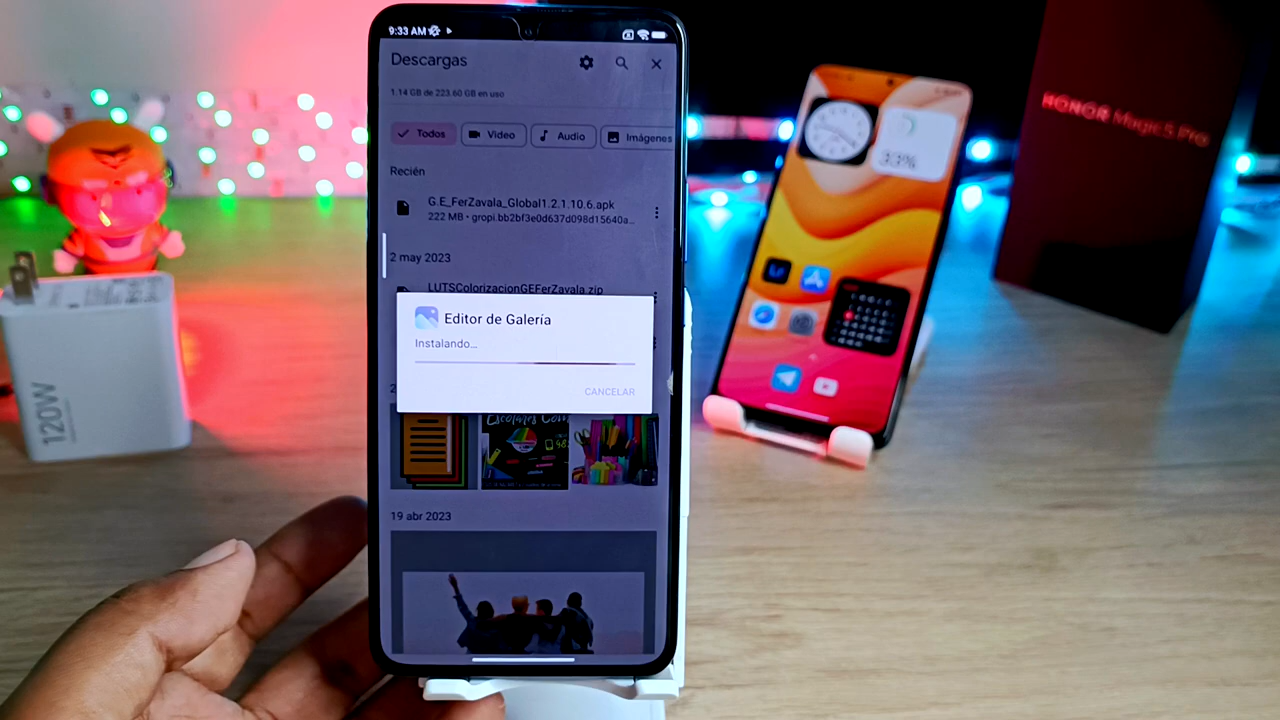 9:33 AM
Descargas
1.14 GB de 223.60 GB en uso
Todos
Video
Audio
Imágenes
Recién
G.E_FerZavala_Global1.2.1.10.6.apk
222 MB • gropi.bb2bf3e0d637d098d15640a...
2 may 2023
LUTSColorizacionGEFerZavala.zip
Editor de Galería
Instalando...
CANCELAR
19 abr 2023
120W
33%
HONOR Magic5 Pro